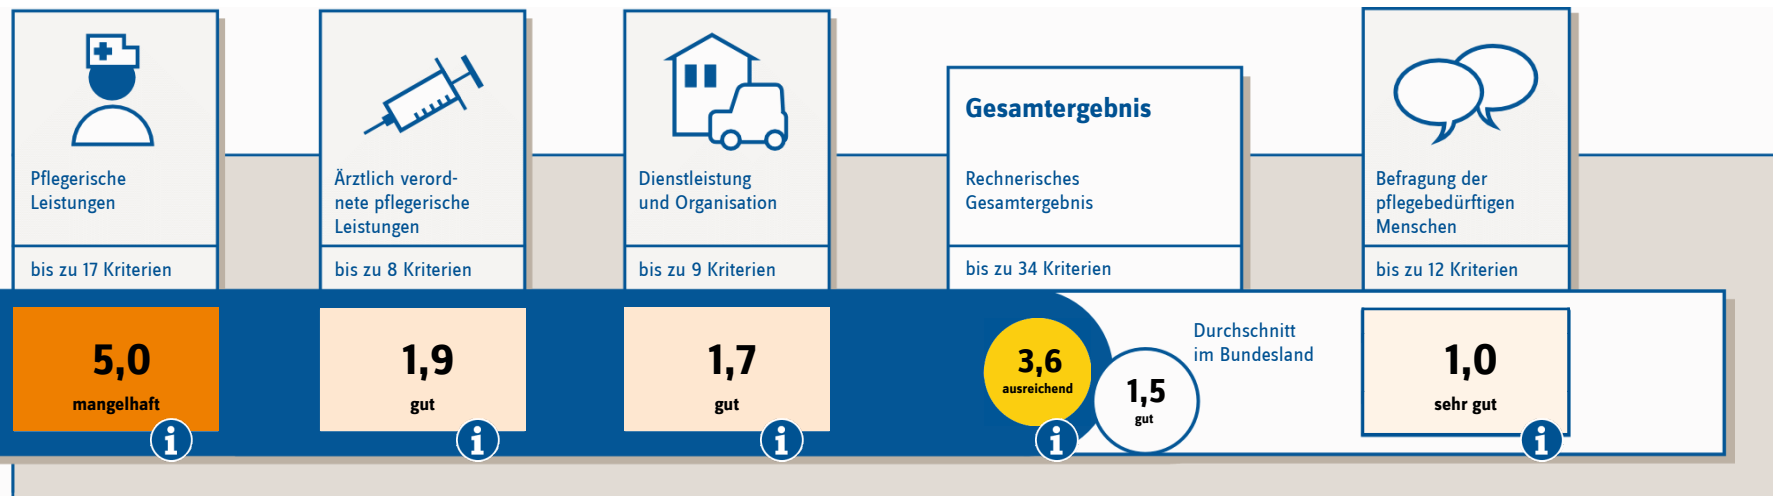 Pflegerische
Leistungen
bis zu 17 Kriterien
5,0
mangelhaft
i
Ärztlich verord-
nete pflegerische
Leistungen
bis zu 8 Kriterien
1,9
gut
i
Dienstleistung
und Organisation
bis zu 9 Kriterien
1,7
gut
i
Gesamtergebnis
Rechnerisches
Gesamtergebnis
bis zu 34 Kriterien
3,6
ausreichend
i
Durchschnitt
im Bundesland
1,5
gut
Befragung der
pflegebedürftigen
Menschen
bis zu 12 Kriterien
1,0
sehr gut
i